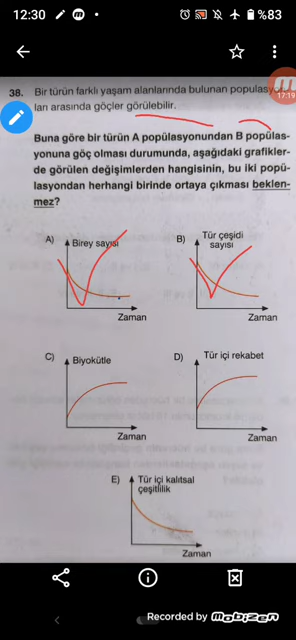 12:30
%83
17:19
38. Bir türün farklı yaşam alanlarında bulunan populasyon-
ları arasında göçler görülebilir.
Buna göre bir türün A popülasyonundan B popülas-
yonuna göç olması durumunda, aşağıdaki grafikler-
de görülen değişimlerden hangisinin, bu iki popü-
lasyondan herhangi birinde ortaya çıkması beklen-
mez?
A) Birey sayısı
Zaman
B) Tür çeşidi
sayısı
Zaman
C) Biyokütle
Zaman
D) Tür içi rekabet
Zaman
E) Tür içi kalıtsal
çeşitlilik
Zaman
Recorded by mobizen